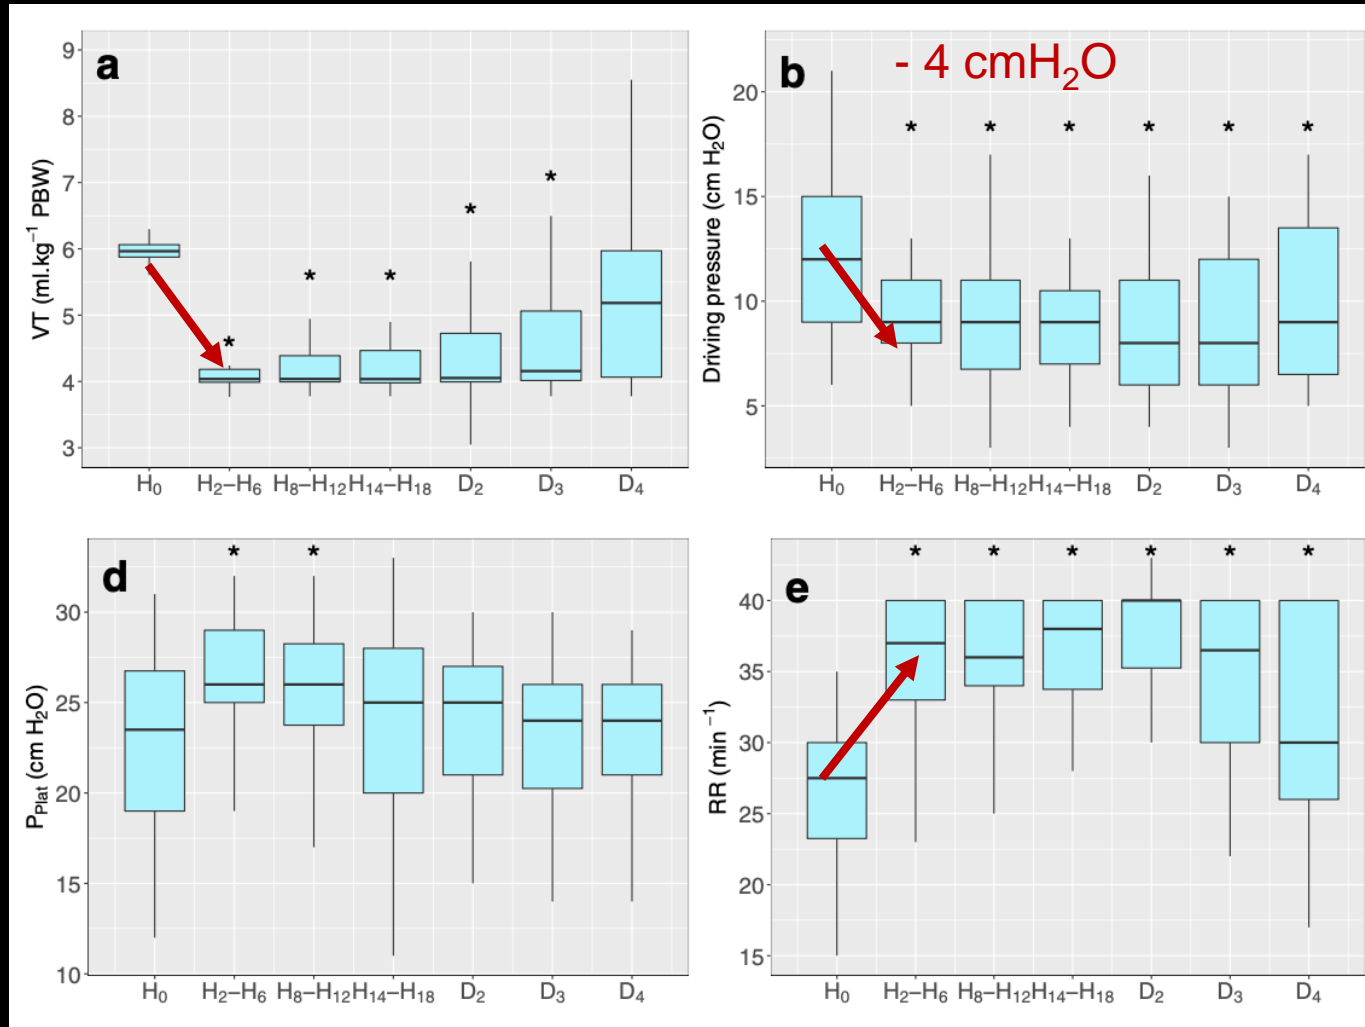 a
9
8
7
6
5
4
3
VT (ml.kg⁻¹ PBW)
* * * * *
H₀ H₂–H₆ H₈–H₁₂ H₁₄–H₁₈ D₂ D₃ D₄
b
- 4 cmH₂O
20
15
10
5
Driving pressure (cm H₂O)
* * * * * *
H₀ H₂–H₆ H₈–H₁₂ H₁₄–H₁₈ D₂ D₃ D₄
d
30
25
20
15
10
P_Plat (cm H₂O)
* *
H₀ H₂–H₆ H₈–H₁₂ H₁₄–H₁₈ D₂ D₃ D₄
e
40
35
30
25
20
15
RR (min ⁻¹)
* * * * * *
H₀ H₂–H₆ H₈–H₁₂ H₁₄–H₁₈ D₂ D₃ D₄